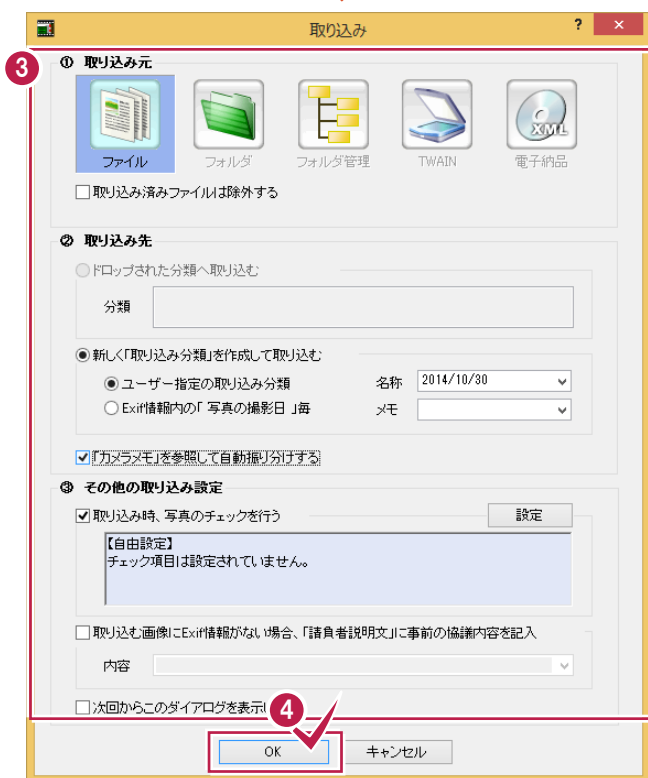 取り込み
?
×
3
① 取り込み元
ファイル
フォルダ
フォルダ管理
TWAIN
XML
電子納品
取り込み済みファイルは除外する
② 取り込み先
ドロップされた分類へ取り込む
分類
新しく「取り込み分類」を作成して取り込む
ユーザー指定の取り込み分類
名称
2014/10/30
Exif情報内の「 写真の撮影日 」毎
メモ
「カメラメモ」を参照して自動振り分けする
③ その他の取り込み設定
取り込み時、写真のチェックを行う
設定
【自由設定】
チェック項目は設定されていません。
取り込む画像にExif情報がない場合、「請負者説明文」に事前の協議内容を記入
内容
次回からこのダイアログを表示
4
OK
キャンセル